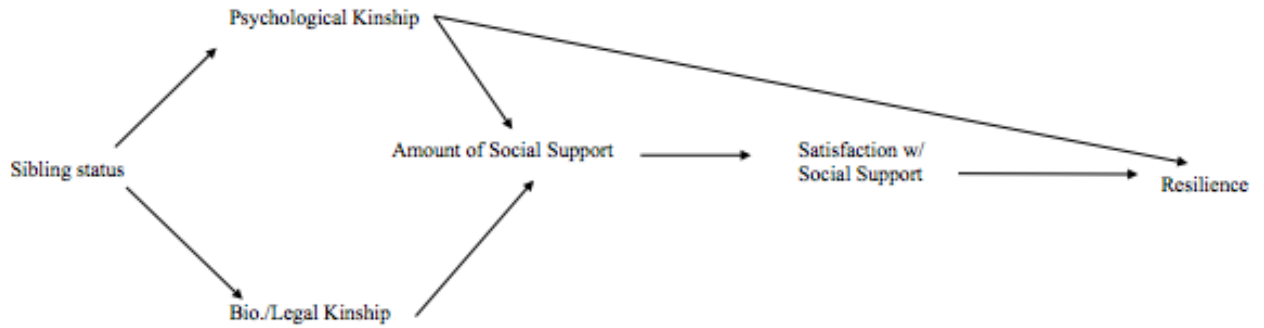 Psychological Kinship
Sibling status
Amount of Social Support
Satisfaction w/
Social Support
Resilience
Bio./Legal Kinship